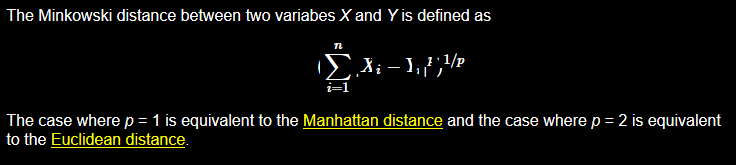 The Minkowski distance between two variabes X and Y is defined as
(∑_{i=1}^{n} |X_i − Y_i|^p)^{1/p}
The case where p = 1 is equivalent to the Manhattan distance and the case where p = 2 is equivalent
to the Euclidean distance.